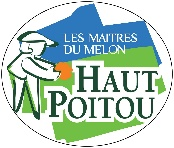 LES MAITRES
DU MELON
HAUT
POITOU